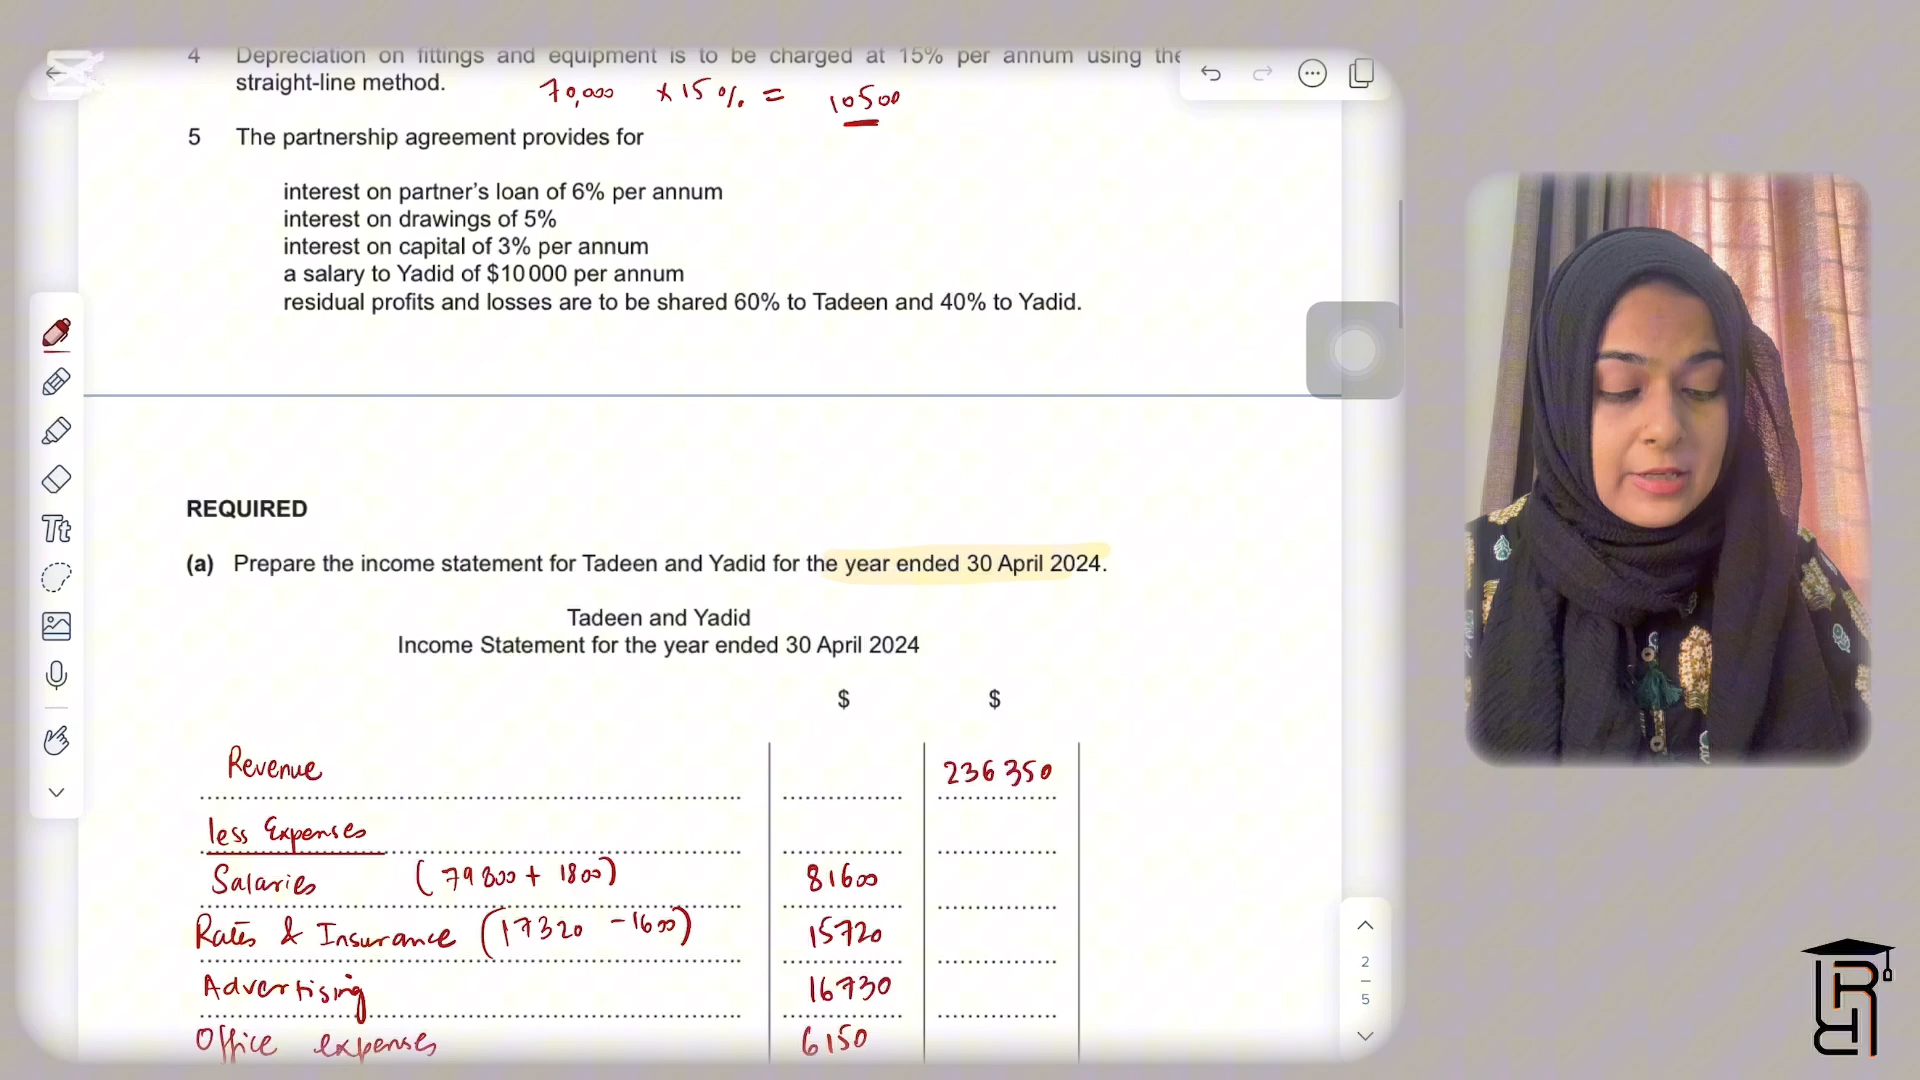 4 Depreciation on fittings and equipment is to be charged at 15% per annum using the
straight-line method.
70,000 x 15% = 10500
5 The partnership agreement provides for
interest on partner's loan of 6% per annum
interest on drawings of 5%
interest on capital of 3% per annum
a salary to Yadid of $10 000 per annum
residual profits and losses are to be shared 60% to Tadeen and 40% to Yadid.
REQUIRED
(a) Prepare the income statement for Tadeen and Yadid for the year ended 30 April 2024.
Tadeen and Yadid
Income Statement for the year ended 30 April 2024
$ $
Revenue 236 350
less Expenses
Salaries (79800 + 1800) 81600
Rates & Insurance (17320 - 1600) 15720
Advertising 16730
Office expenses 6150
Tt
2
5